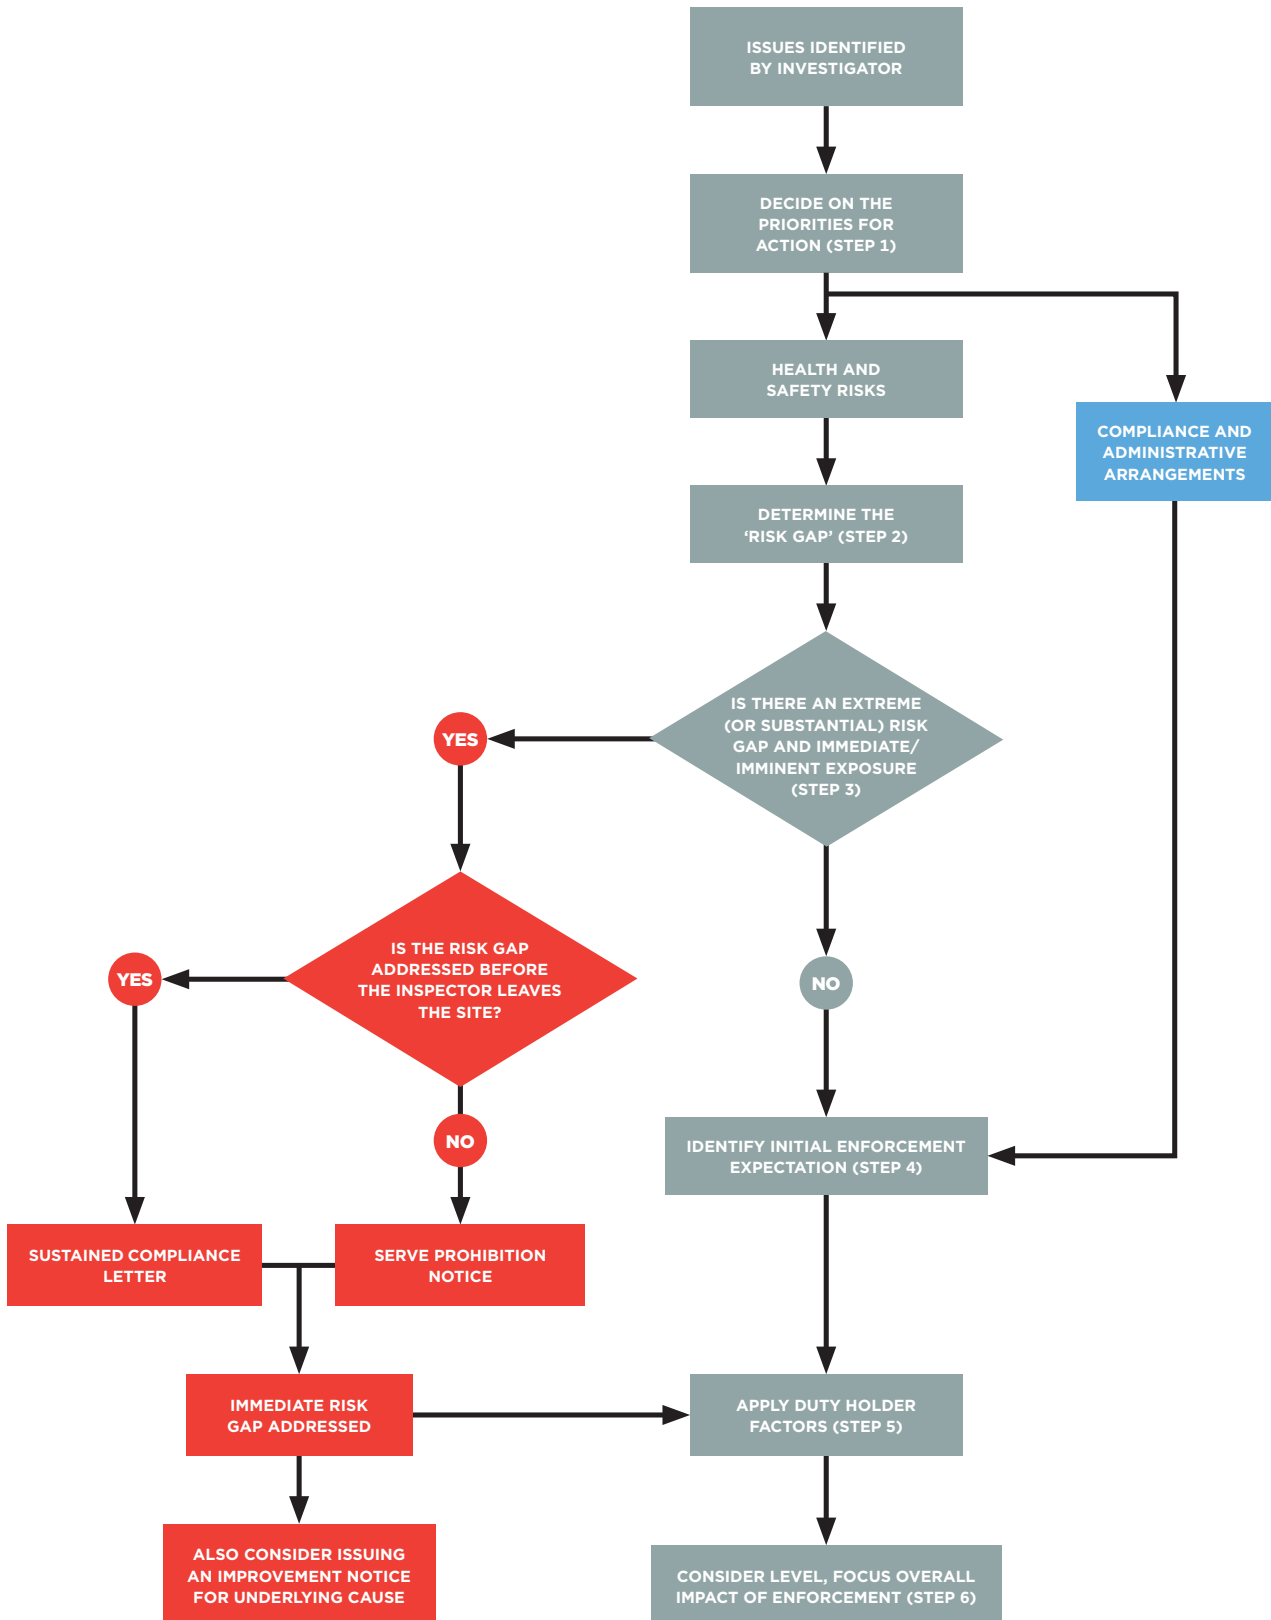 ISSUES IDENTIFIED
BY INVESTIGATOR
DECIDE ON THE
PRIORITIES FOR
ACTION (STEP 1)
HEALTH AND
SAFETY RISKS
COMPLIANCE AND
ADMINISTRATIVE
ARRANGEMENTS
DETERMINE THE
‘RISK GAP’ (STEP 2)
IS THERE AN EXTREME
(OR SUBSTANTIAL) RISK
GAP AND IMMEDIATE/
IMMINENT EXPOSURE
(STEP 3)
YES
IS THE RISK GAP
ADDRESSED BEFORE
THE INSPECTOR LEAVES
THE SITE?
YES
NO
NO
IDENTIFY INITIAL ENFORCEMENT
EXPECTATION (STEP 4)
SUSTAINED COMPLIANCE
LETTER
SERVE PROHIBITION
NOTICE
IMMEDIATE RISK
GAP ADDRESSED
APPLY DUTY HOLDER
FACTORS (STEP 5)
ALSO CONSIDER ISSUING
AN IMPROVEMENT NOTICE
FOR UNDERLYING CAUSE
CONSIDER LEVEL, FOCUS OVERALL
IMPACT OF ENFORCEMENT (STEP 6)